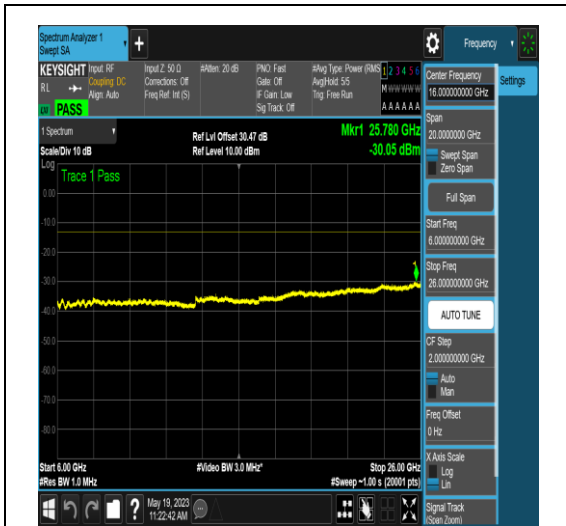 Spectrum Analyzer 1
Swept SA
Frequency
KEYSIGHT
RL
PASS
Input: RF
Coupling: DC
Align: Auto
Input Z: 50 Ω
Corrections: Off
Freq Ref: Int (S)
#Atten: 20 dB
PNO: Fast
Gate: Off
IF Gain: Low
Sig Track: Off
#Avg Type: Power (RMS
Avg|Hold: 5/5
Trig: Free Run
1 2 3 4 5 6
M W W W W W
A A A A A A
1 Spectrum
Scale/Div 10 dB
Ref Lvl Offset 30.47 dB
Ref Level 10.00 dBm
Mkr1 25.780 GHz
-30.05 dBm
Log
Trace 1 Pass
0.00
-10.0
-20.0
-30.0
-40.0
-50.0
-60.0
-70.0
-80.0
Start 6.00 GHz
#Res BW 1.0 MHz
#Video BW 3.0 MHz*
Stop 26.00 GHz
#Sweep ~1.00 s (20001 pts)
Center Frequency
16.000000000 GHz
Settings
Span
20.0000000 GHz
Swept Span
Zero Span
Full Span
Start Freq
6.000000000 GHz
Stop Freq
26.000000000 GHz
AUTO TUNE
CF Step
2.000000000 GHz
Auto
Man
Freq Offset
0 Hz
X Axis Scale
Log
Lin
Signal Track
(Span Zoom)
May 19, 2023
11:22:42 AM